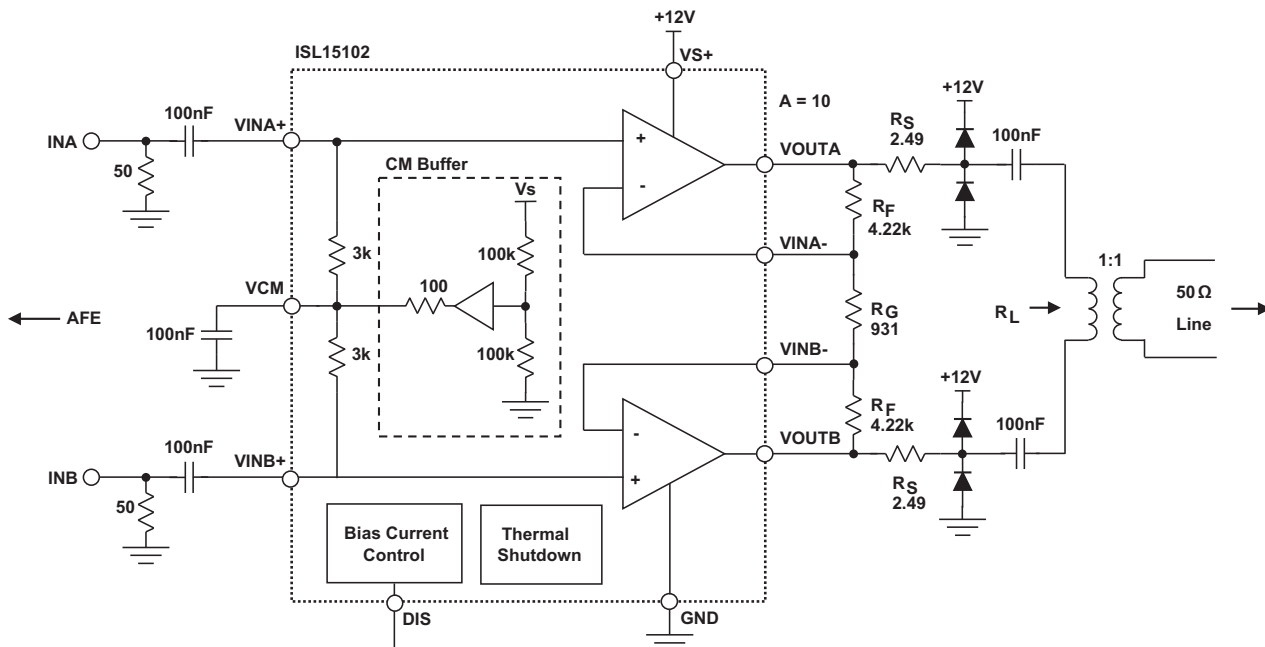 +12V
ISL15102
VS+
A = 10
+12V
100nF
VINA+
RS
2.49
100nF
INA
50
CM Buffer
VOUTA
+
-
Vs
RF
4.22k
VINA-
3k
100k
1:1
VCM
100
AFE
100nF
RG
931
RL
50Ω
Line
3k
100k
VINB-
+12V
RF
4.22k
100nF
100nF
VINB+
-
+
VOUTB
INB
50
RS
2.49
Bias Current
Control
Thermal
Shutdown
DIS
GND